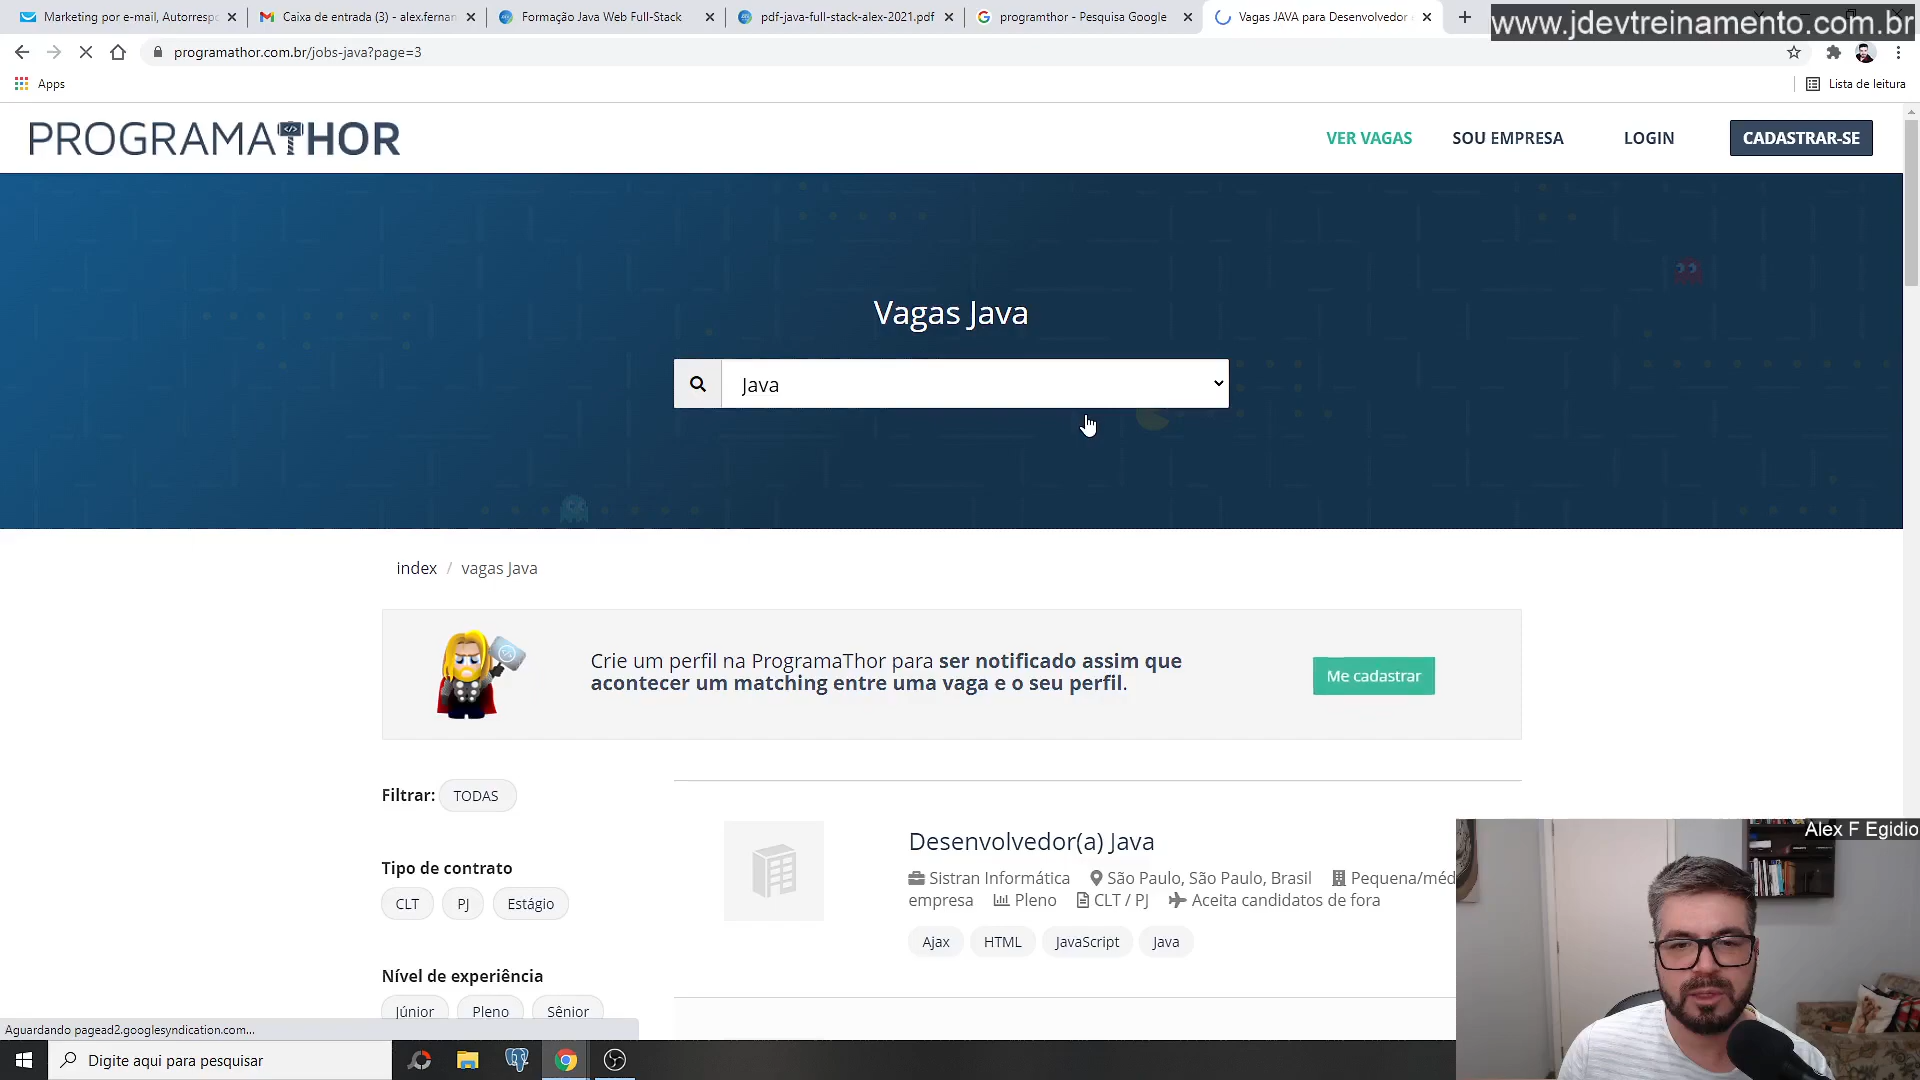 Marketing por e-mail, Autorrespo
Caixa de entrada (3) - alex.fernan
Formação Java Web Full-Stack
pdf-java-full-stack-alex-2021.pdf
programthor - Pesquisa Google
Vagas JAVA para Desenvolvedor
www.jdevtreinamento.com.br
programathor.com.br/jobs-java?page=3
Apps
Lista de leitura
PROGRAMATHOR
VER VAGAS
SOU EMPRESA
LOGIN
CADASTRAR-SE
Vagas Java
Java
index / vagas Java
Crie um perfil na ProgramaThor para ser notificado assim que
acontecer um matching entre uma vaga e o seu perfil.
Me cadastrar
Filtrar: TODAS
Tipo de contrato
CLT PJ Estágio
Nível de experiência
Júnior Pleno Sênior
Desenvolvedor(a) Java
Sistran Informática São Paulo, São Paulo, Brasil Pequena/méd
empresa Pleno CLT / PJ Aceita candidatos de fora
Ajax HTML JavaScript Java
Alex F Egidio
Aguardando pagead2.googlesyndication.com...
Digite aqui para pesquisar